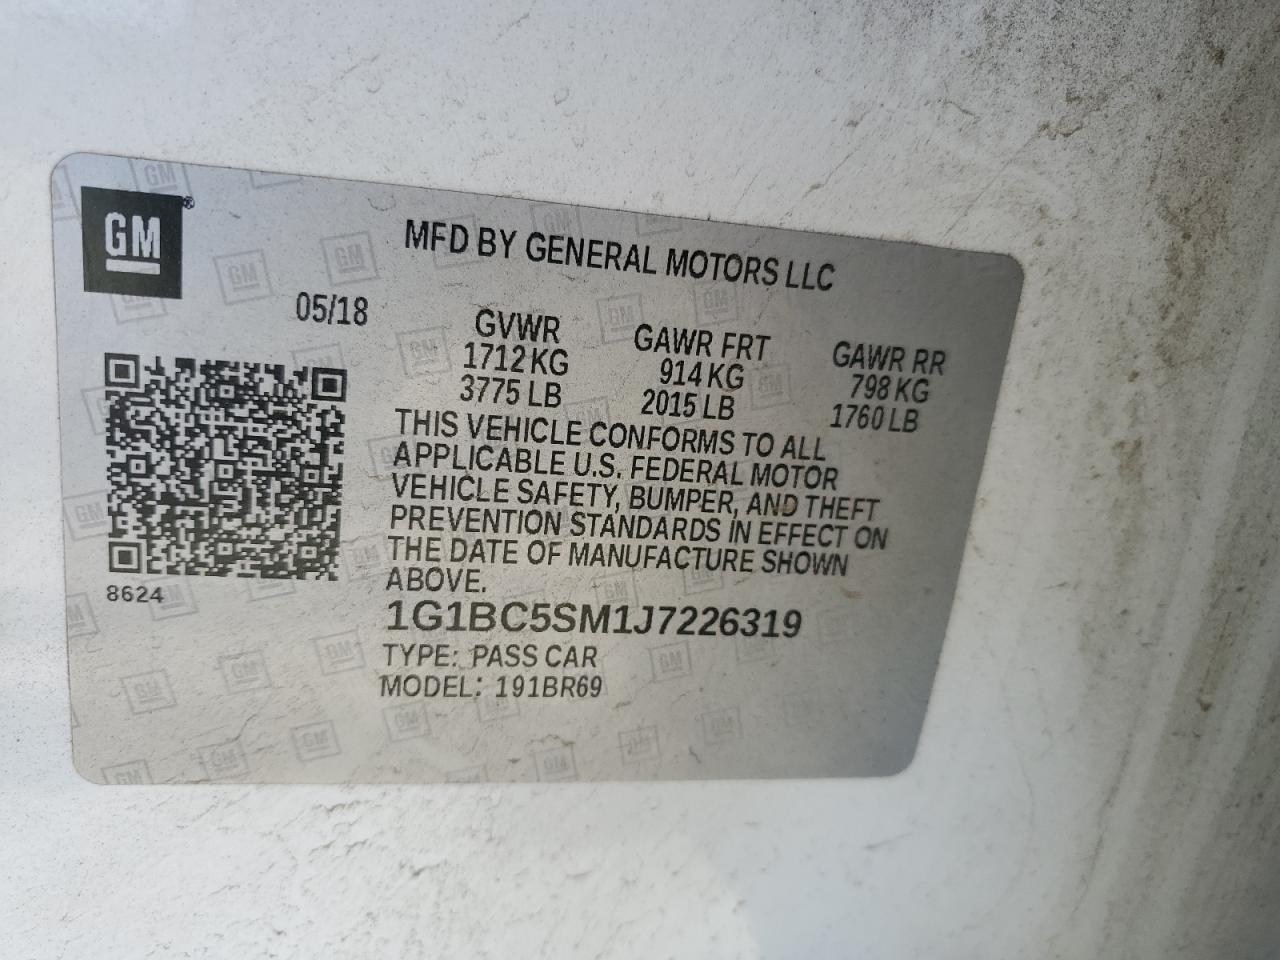 GM®
MFD BY GENERAL MOTORS LLC
05/18
GVWR GAWR FRT GAWR RR
1712 KG 914 KG 798 KG
3775 LB 2015 LB 1760 LB
THIS VEHICLE CONFORMS TO ALL
APPLICABLE U.S. FEDERAL MOTOR
VEHICLE SAFETY, BUMPER, AND THEFT
PREVENTION STANDARDS IN EFFECT ON
THE DATE OF MANUFACTURE SHOWN
ABOVE.
8624
1G1BC5SM1J7226319
TYPE: PASS CAR
MODEL: 191BR69